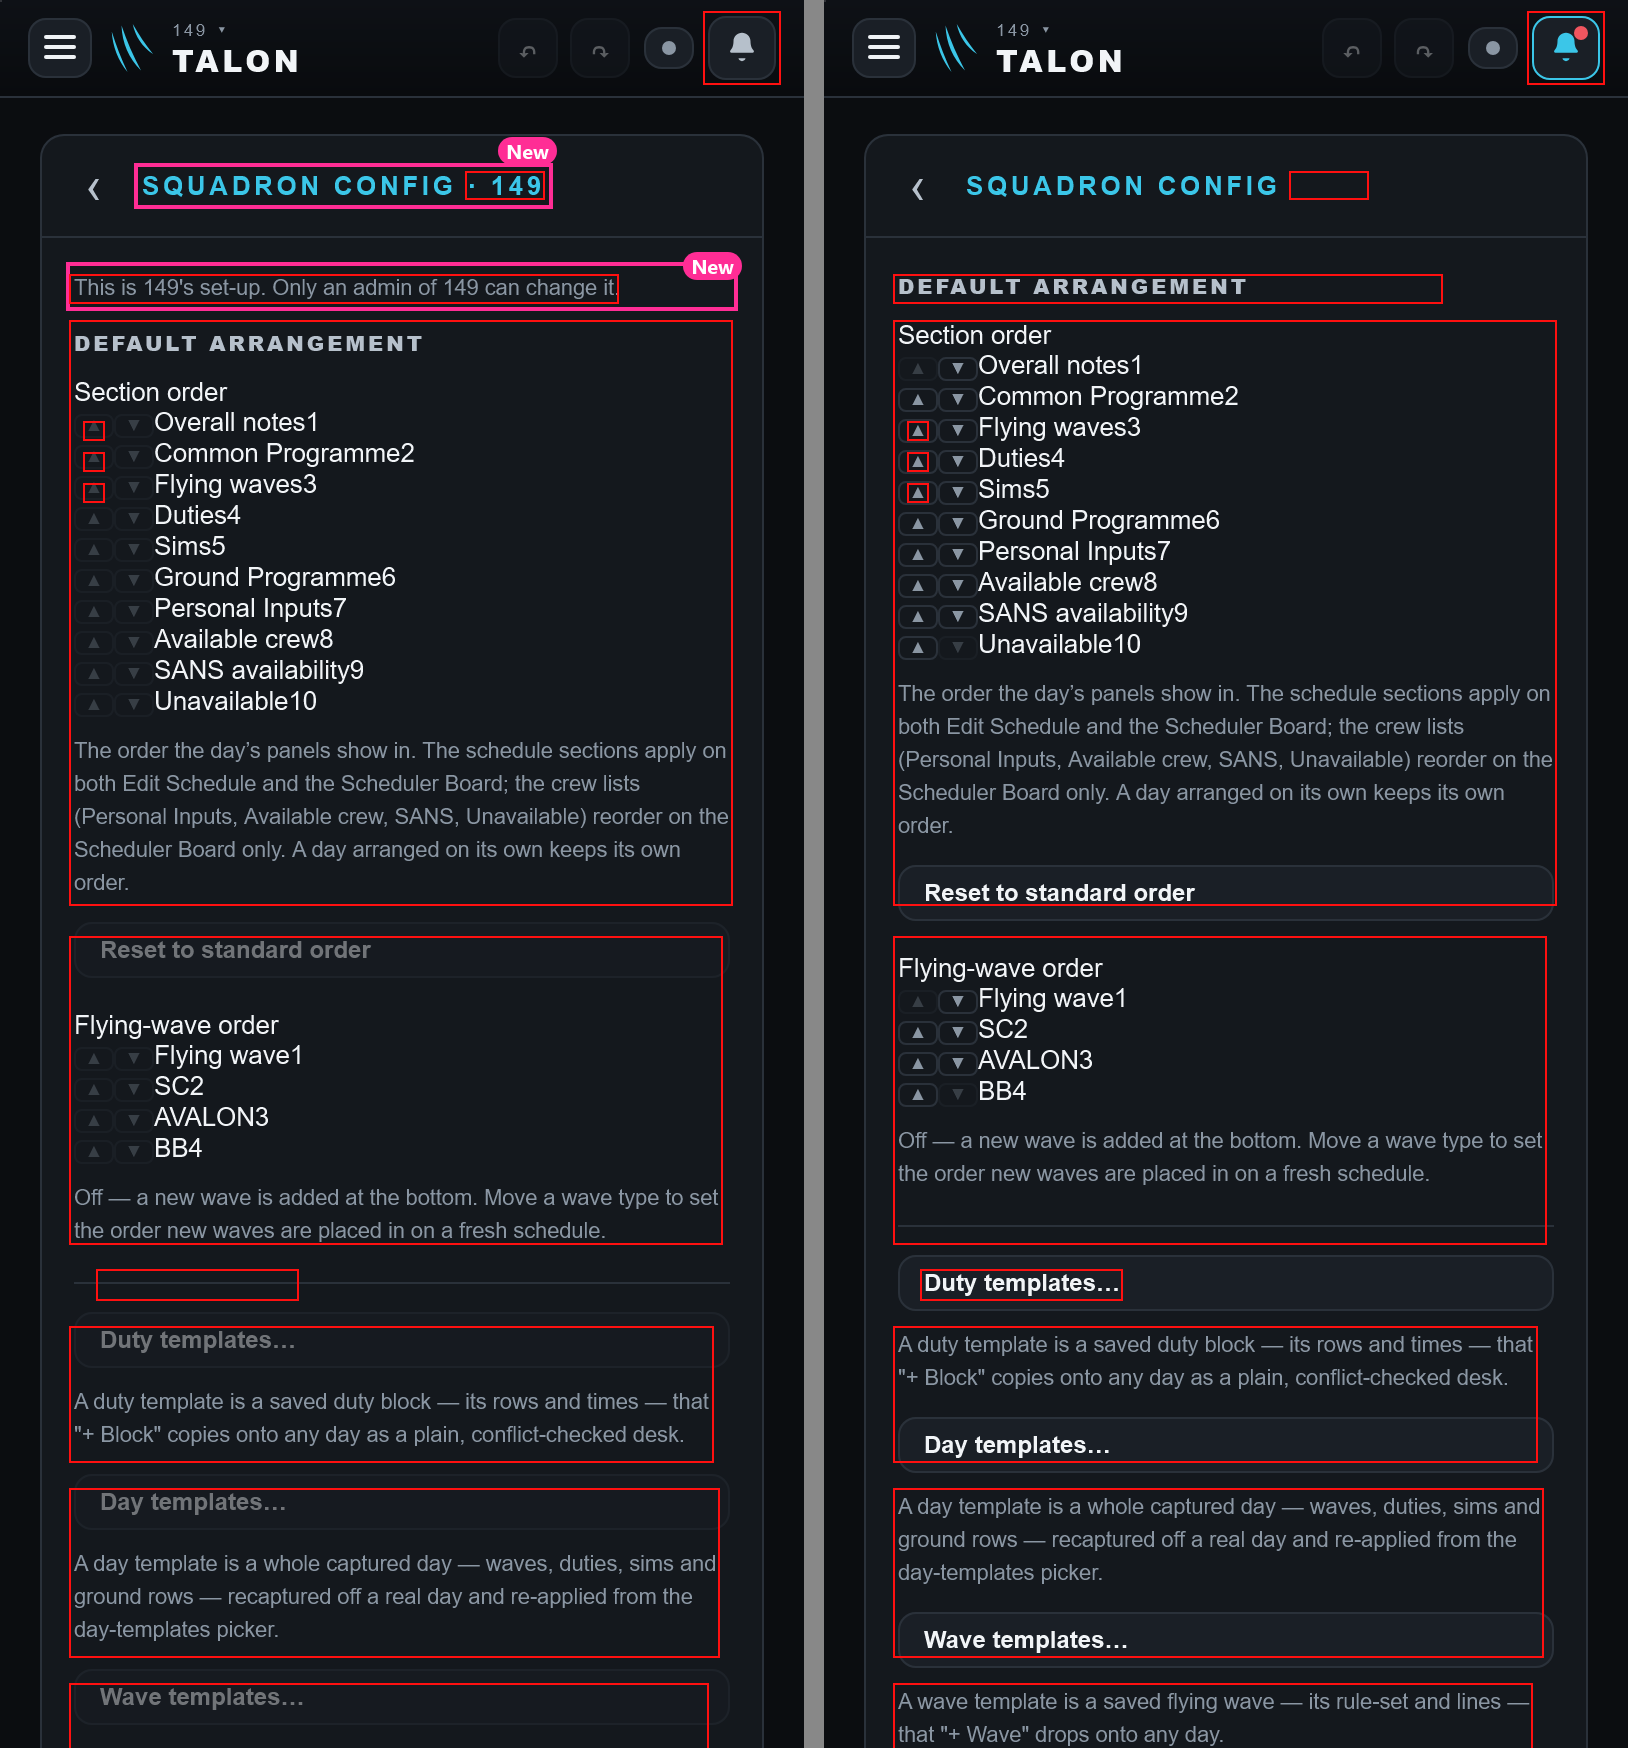 149 ▾
TALON
New
SQUADRON CONFIG · 149
New
This is 149's set-up. Only an admin of 149 can change it.
DEFAULT ARRANGEMENT
Section order
▲ ▼ Overall notes1
▲ ▼ Common Programme2
▲ ▼ Flying waves3
▲ ▼ Duties4
▲ ▼ Sims5
▲ ▼ Ground Programme6
▲ ▼ Personal Inputs7
▲ ▼ Available crew8
▲ ▼ SANS availability9
▲ ▼ Unavailable10
The order the day’s panels show in. The schedule sections apply on
both Edit Schedule and the Scheduler Board; the crew lists
(Personal Inputs, Available crew, SANS, Unavailable) reorder on the
Scheduler Board only. A day arranged on its own keeps its own
order.
Reset to standard order
Flying-wave order
▲ ▼ Flying wave1
▲ ▼ SC2
▲ ▼ AVALON3
▲ ▼ BB4
Off — a new wave is added at the bottom. Move a wave type to set
the order new waves are placed in on a fresh schedule.
Duty templates…
A duty template is a saved duty block — its rows and times — that
"+ Block" copies onto any day as a plain, conflict-checked desk.
Day templates…
A day template is a whole captured day — waves, duties, sims and
ground rows — recaptured off a real day and re-applied from the
day-templates picker.
Wave templates…
149 ▾
TALON
SQUADRON CONFIG
DEFAULT ARRANGEMENT
Section order
▲ ▼ Overall notes1
▲ ▼ Common Programme2
▲ ▼ Flying waves3
▲ ▼ Duties4
▲ ▼ Sims5
▲ ▼ Ground Programme6
▲ ▼ Personal Inputs7
▲ ▼ Available crew8
▲ ▼ SANS availability9
▲ ▼ Unavailable10
The order the day’s panels show in. The schedule sections apply on
both Edit Schedule and the Scheduler Board; the crew lists
(Personal Inputs, Available crew, SANS, Unavailable) reorder on the
Scheduler Board only. A day arranged on its own keeps its own
order.
Reset to standard order
Flying-wave order
▲ ▼ Flying wave1
▲ ▼ SC2
▲ ▼ AVALON3
▲ ▼ BB4
Off — a new wave is added at the bottom. Move a wave type to set
the order new waves are placed in on a fresh schedule.
Duty templates…
A duty template is a saved duty block — its rows and times — that
"+ Block" copies onto any day as a plain, conflict-checked desk.
Day templates…
A day template is a whole captured day — waves, duties, sims and
ground rows — recaptured off a real day and re-applied from the
day-templates picker.
Wave templates…
A wave template is a saved flying wave — its rule-set and lines —
that "+ Wave" drops onto any day.